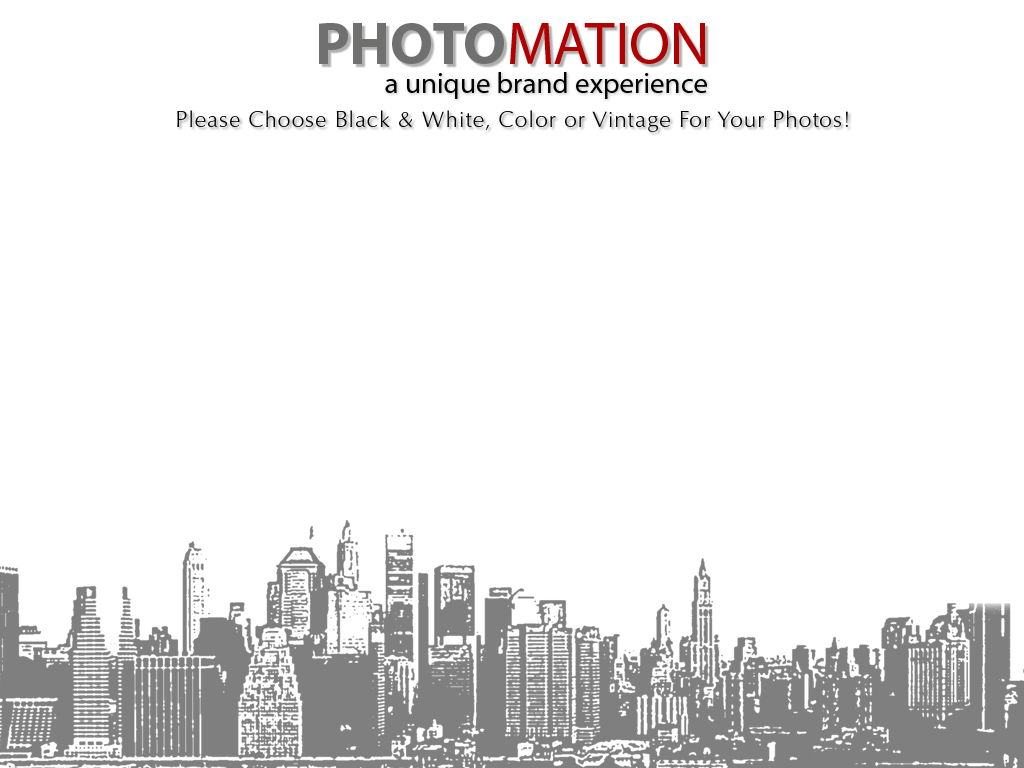 PHOTOMATION
a unique brand experience
Please Choose Black & White, Color or Vintage For Your Photos!